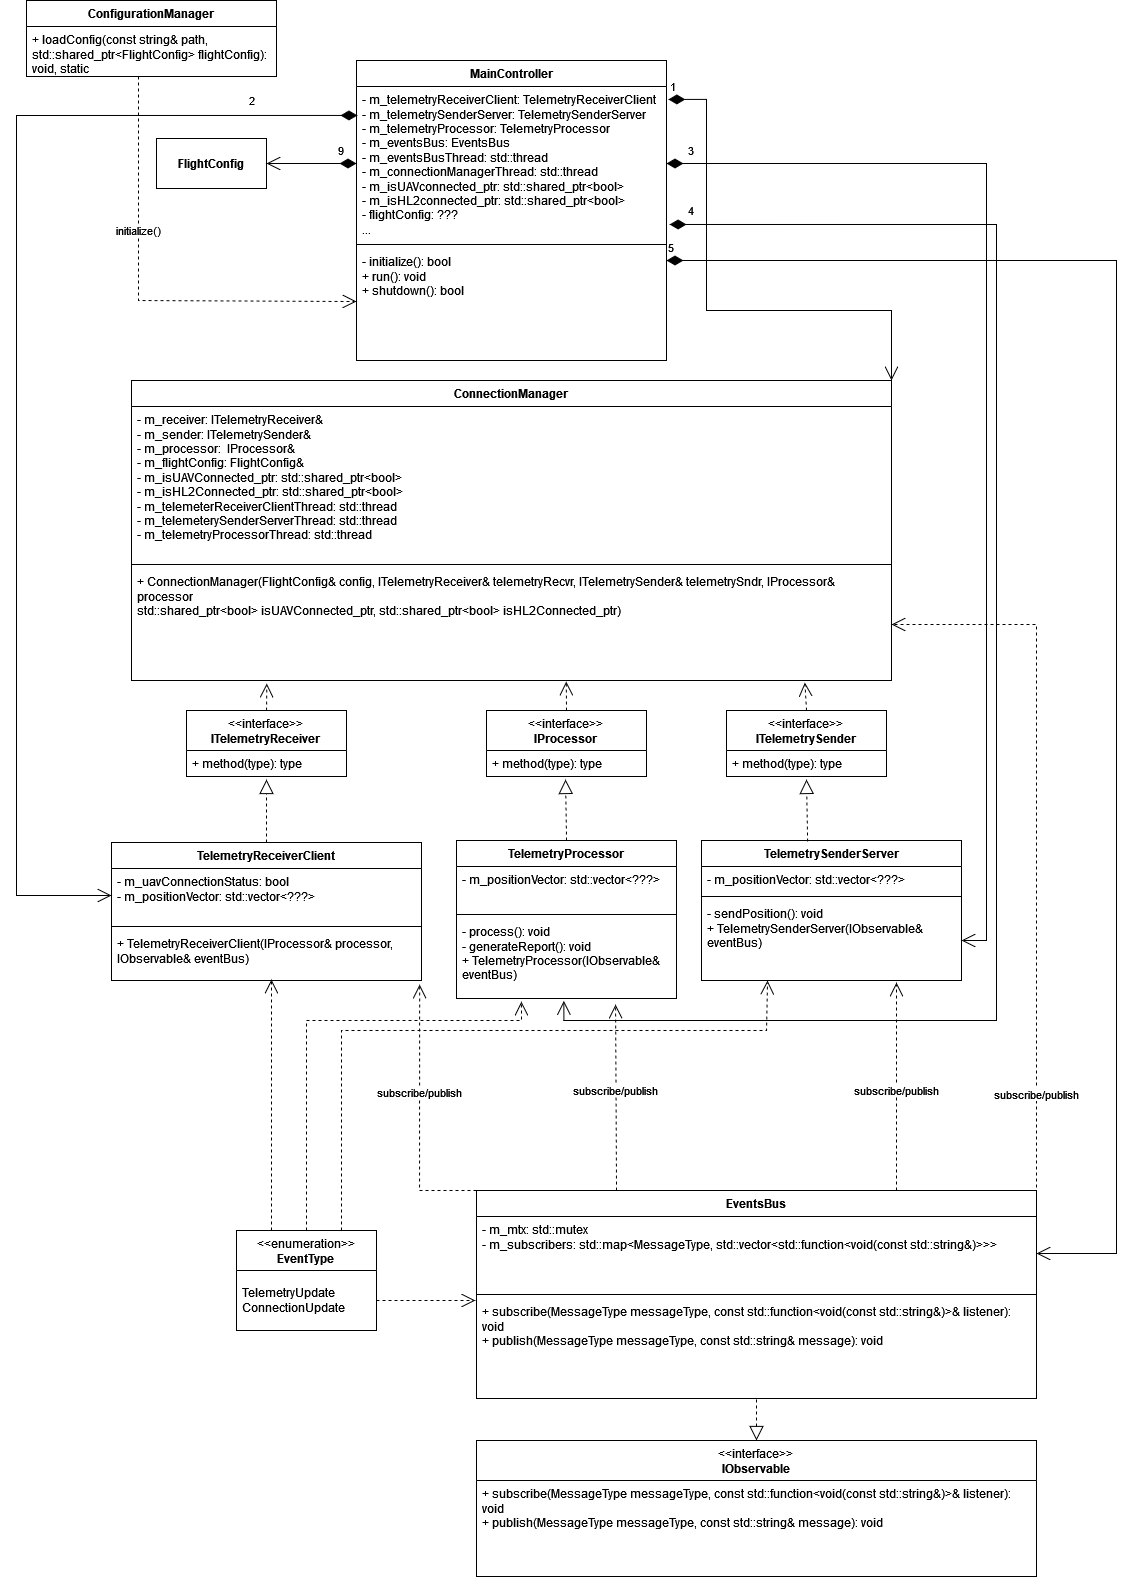 ConfigurationManager
+ loadConfig(const string& path,
std::shared_ptr<FlightConfig> flightConfig):
void, static
MainController
- m_telemetryReceiverClient: TelemetryReceiverClient
- m_telemetrySenderServer: TelemetrySenderServer
- m_telemetryProcessor: TelemetryProcessor
- m_eventsBus: EventsBus
- m_eventsBusThread: std::thread
- m_connectionManagerThread: std::thread
- m_isUAVconnected_ptr: std::shared_ptr<bool>
- m_isHL2connected_ptr: std::shared_ptr<bool>
- flightConfig: ???
...
- initialize(): bool
+ run(): void
+ shutdown(): bool
1
2
3
9
4
5
FlightConfig
initialize()
ConnectionManager
- m_receiver: ITelemetryReceiver&
- m_sender: ITelemetrySender&
- m_processor:  IProcessor&
- m_flightConfig: FlightConfig&
- m_isUAVConnected_ptr: std::shared_ptr<bool>
- m_isHL2Connected_ptr: std::shared_ptr<bool>
- m_telemeterReceiverClientThread: std::thread
- m_telemeterySenderServerThread: std::thread
- m_telemetryProcessorThread: std::thread
+ ConnectionManager(FlightConfig& config, ITelemetryReceiver& telemetryRecvr, ITelemetrySender& telemetrySndr, IProcessor&
processor
std::shared_ptr<bool> isUAVConnected_ptr, std::shared_ptr<bool> isHL2Connected_ptr)
<<interface>>
ITelemetryReceiver
+ method(type): type
<<interface>>
IProcessor
+ method(type): type
<<interface>>
ITelemetrySender
+ method(type): type
TelemetryReceiverClient
- m_uavConnectionStatus: bool
- m_positionVector: std::vector<???>
+ TelemetryReceiverClient(IProcessor& processor,
IObservable& eventBus)
TelemetryProcessor
- m_positionVector: std::vector<???>
- process(): void
- generateReport(): void
+ TelemetryProcessor(IObservable&
eventBus)
TelemetrySenderServer
- m_positionVector: std::vector<???>
- sendPosition(): void
+ TelemetrySenderServer(IObservable&
eventBus)
subscribe/publish
subscribe/publish
subscribe/publish
subscribe/publish
<<enumeration>>
EventType
TelemetryUpdate
ConnectionUpdate
EventsBus
- m_mtx: std::mutex
- m_subscribers: std::map<MessageType, std::vector<std::function<void(const std::string&)>>>
+ subscribe(MessageType messageType, const std::function<void(const std::string&)>& listener):
void
+ publish(MessageType messageType, const std::string& message): void
<<interface>>
IObservable
+ subscribe(MessageType messageType, const std::function<void(const std::string&)>& listener):
void
+ publish(MessageType messageType, const std::string& message): void